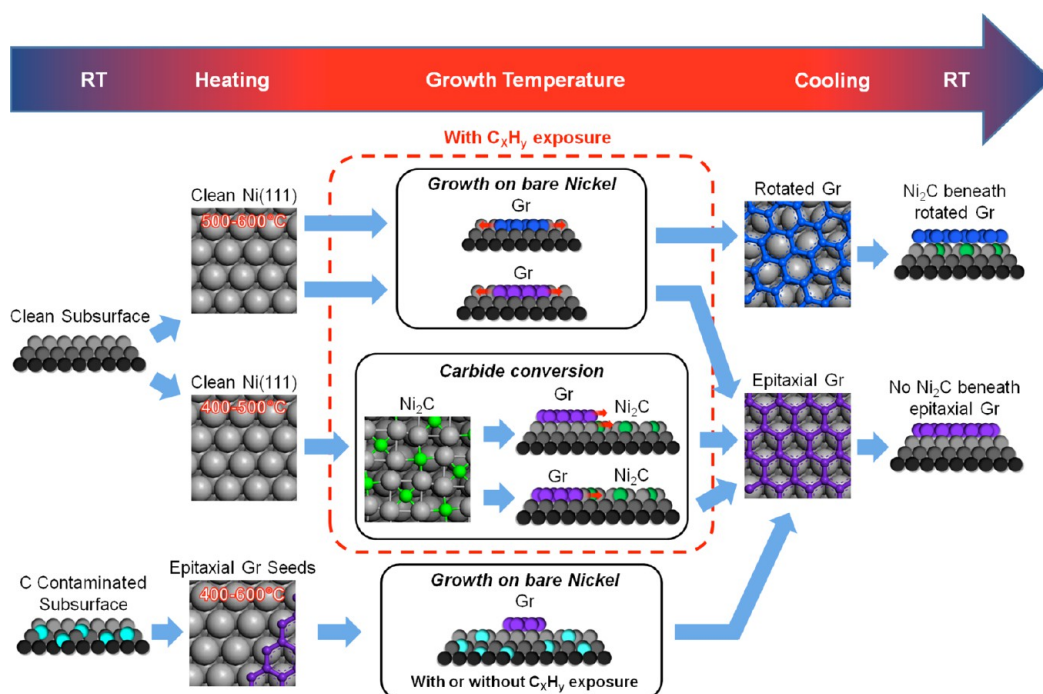 RT
Heating
Growth Temperature
Cooling
RT
With CₓHᵧ exposure
Clean Ni(111)
500-600°C
Growth on bare Nickel
Gr
Gr
Rotated Gr
Ni₂C beneath
rotated Gr
Clean Subsurface
Clean Ni(111)
400-500°C
Carbide conversion
Ni₂C
Gr
Ni₂C
Gr
Ni₂C
Epitaxial Gr
No Ni₂C beneath
epitaxial Gr
C Contaminated
Subsurface
Epitaxial Gr Seeds
400-600°C
Growth on bare Nickel
Gr
With or without CₓHᵧ exposure